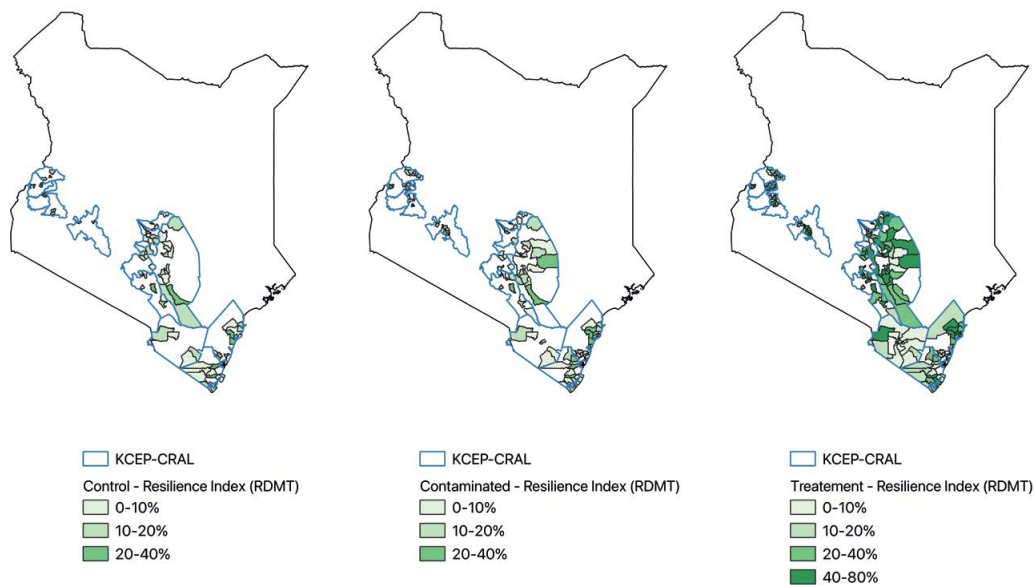 KCEP-CRAL
Control - Resilience Index (RDMT)
0-10%
10-20%
20-40%
KCEP-CRAL
Contaminated - Resilience Index (RDMT)
0-10%
10-20%
20-40%
KCEP-CRAL
Treatement - Resilience Index (RDMT)
0-10%
10-20%
20-40%
40-80%